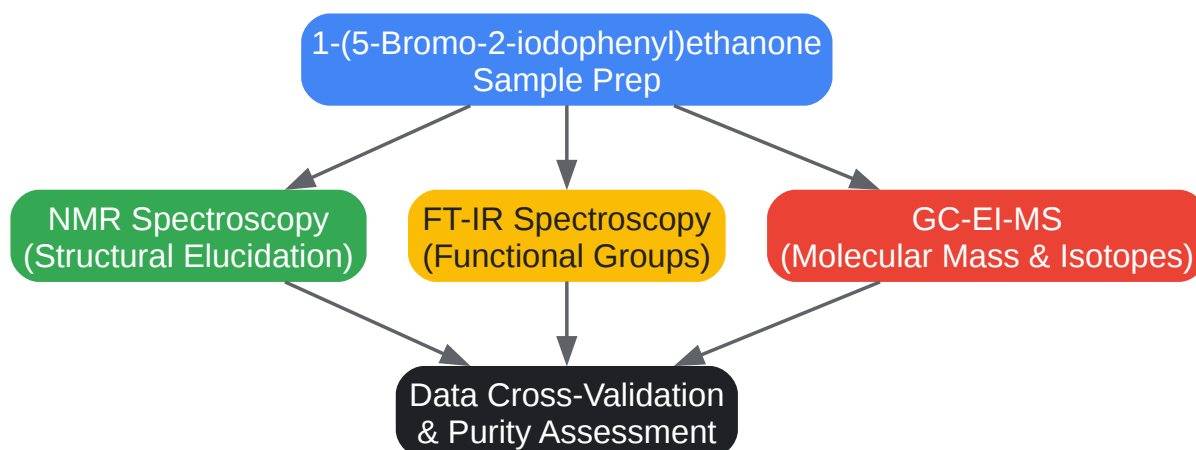 1-(5-Bromo-2-iodophenyl)ethanone
Sample Prep
NMR Spectroscopy
(Structural Elucidation)
FT-IR Spectroscopy
(Functional Groups)
GC-EI-MS
(Molecular Mass & Isotopes)
Data Cross-Validation
& Purity Assessment